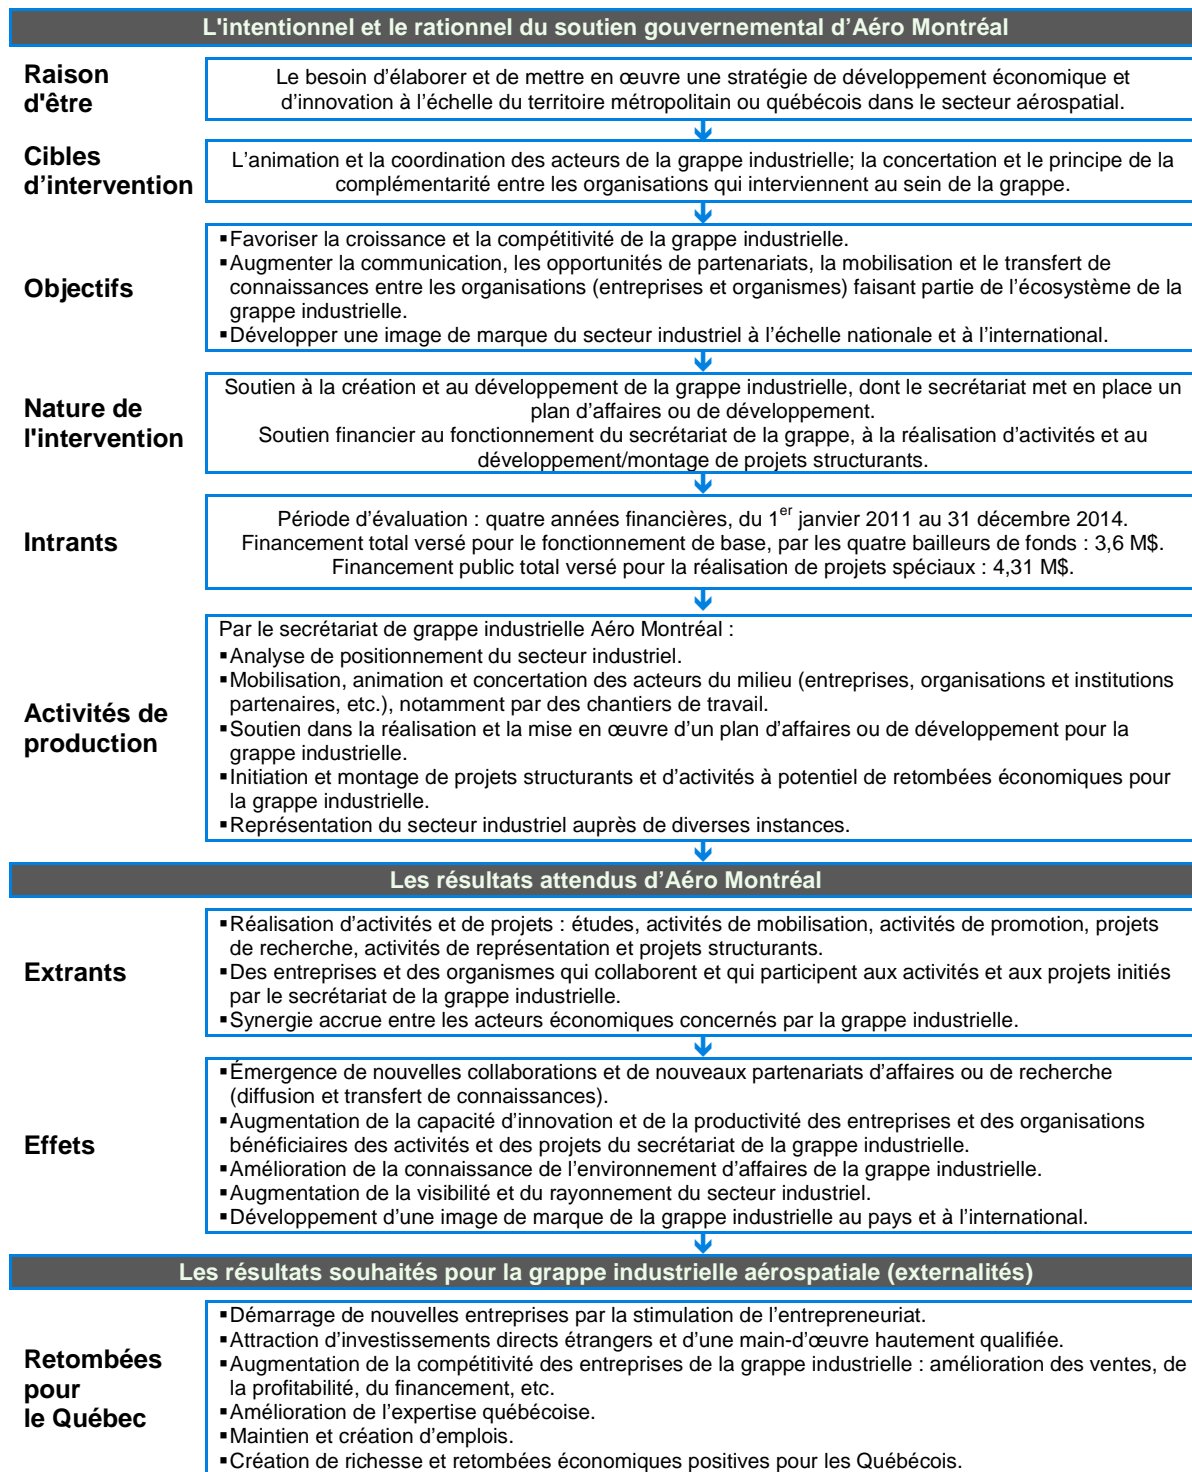 L'intentionnel et le rationnel du soutien gouvernemental d’Aéro Montréal
Raison
d'être
Le besoin d’élaborer et de mettre en œuvre une stratégie de développement économique et
d’innovation à l’échelle du territoire métropolitain ou québécois dans le secteur aérospatial.
Cibles
d’intervention
L’animation et la coordination des acteurs de la grappe industrielle; la concertation et le principe de la
complémentarité entre les organisations qui interviennent au sein de la grappe.
Objectifs
▪Favoriser la croissance et la compétitivité de la grappe industrielle.
▪Augmenter la communication, les opportunités de partenariats, la mobilisation et le transfert de
connaissances entre les organisations (entreprises et organismes) faisant partie de l’écosystème de la
grappe industrielle.
▪Développer une image de marque du secteur industriel à l’échelle nationale et à l’international.
Nature de
l'intervention
Soutien à la création et au développement de la grappe industrielle, dont le secrétariat met en place un
plan d’affaires ou de développement.
Soutien financier au fonctionnement du secrétariat de la grappe, à la réalisation d’activités et au
développement/montage de projets structurants.
Intrants
Période d’évaluation : quatre années financières, du 1er janvier 2011 au 31 décembre 2014.
Financement total versé pour le fonctionnement de base, par les quatre bailleurs de fonds : 3,6 M$.
Financement public total versé pour la réalisation de projets spéciaux : 4,31 M$.
Activités de
production
Par le secrétariat de grappe industrielle Aéro Montréal :
▪Analyse de positionnement du secteur industriel.
▪Mobilisation, animation et concertation des acteurs du milieu (entreprises, organisations et institutions
partenaires, etc.), notamment par des chantiers de travail.
▪Soutien dans la réalisation et la mise en œuvre d’un plan d’affaires ou de développement pour la
grappe industrielle.
▪Initiation et montage de projets structurants et d’activités à potentiel de retombées économiques pour
la grappe industrielle.
▪Représentation du secteur industriel auprès de diverses instances.
Les résultats attendus d’Aéro Montréal
Extrants
▪Réalisation d’activités et de projets : études, activités de mobilisation, activités de promotion, projets
de recherche, activités de représentation et projets structurants.
▪Des entreprises et des organismes qui collaborent et qui participent aux activités et aux projets initiés
par le secrétariat de la grappe industrielle.
▪Synergie accrue entre les acteurs économiques concernés par la grappe industrielle.
Effets
▪Émergence de nouvelles collaborations et de nouveaux partenariats d’affaires ou de recherche
(diffusion et transfert de connaissances).
▪Augmentation de la capacité d’innovation et de la productivité des entreprises et des organisations
bénéficiaires des activités et des projets du secrétariat de la grappe industrielle.
▪Amélioration de la connaissance de l’environnement d’affaires de la grappe industrielle.
▪Augmentation de la visibilité et du rayonnement du secteur industriel.
▪Développement d’une image de marque de la grappe industrielle au pays et à l’international.
Les résultats souhaités pour la grappe industrielle aérospatiale (externalités)
Retombées
pour
le Québec
▪Démarrage de nouvelles entreprises par la stimulation de l’entrepreneuriat.
▪Attraction d’investissements directs étrangers et d’une main-d’œuvre hautement qualifiée.
▪Augmentation de la compétitivité des entreprises de la grappe industrielle : amélioration des ventes, de
la profitabilité, du financement, etc.
▪Amélioration de l’expertise québécoise.
▪Maintien et création d’emplois.
▪Création de richesse et retombées économiques positives pour les Québécois.